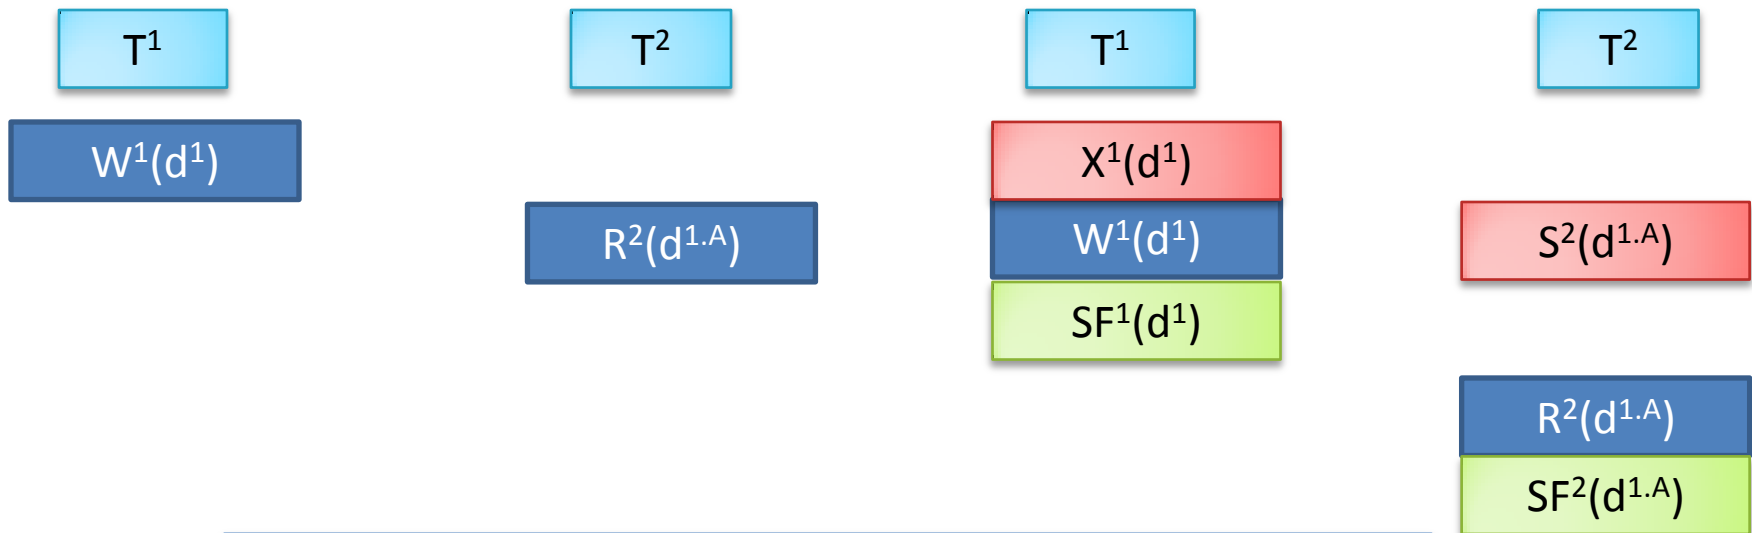 T¹ T² T¹ T²
W¹(d¹) X¹(d¹)
R²(d¹·ᴬ) W¹(d¹) S²(d¹·ᴬ)
SF¹(d¹)
R²(d¹·ᴬ)
SF²(d¹·ᴬ)